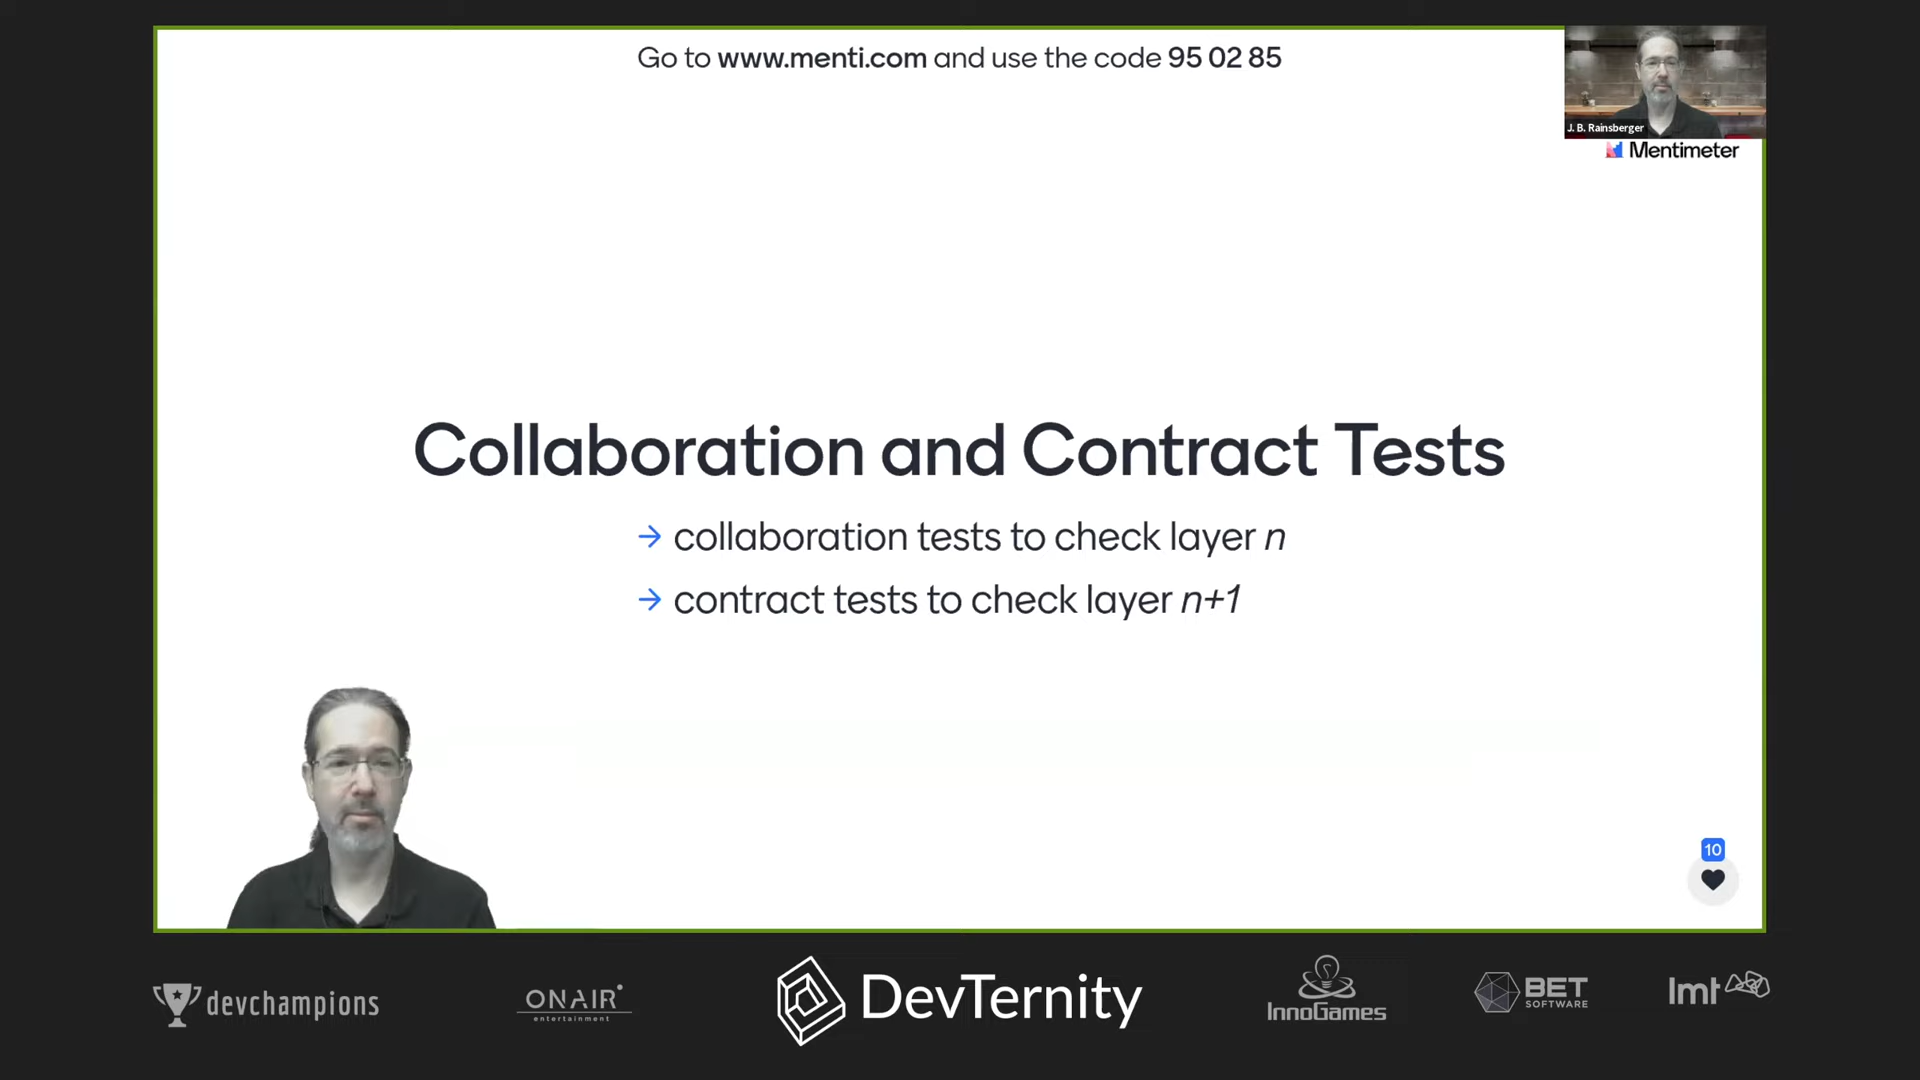 Go to www.menti.com and use the code 95 02 85
J. B. Rainsberger
Mentimeter
Collaboration and Contract Tests
→ collaboration tests to check layer n
→ contract tests to check layer n+1
10
devchampions
ONAIR
entertainment
DevTernity
InnoGames
BET
SOFTWARE
lmt